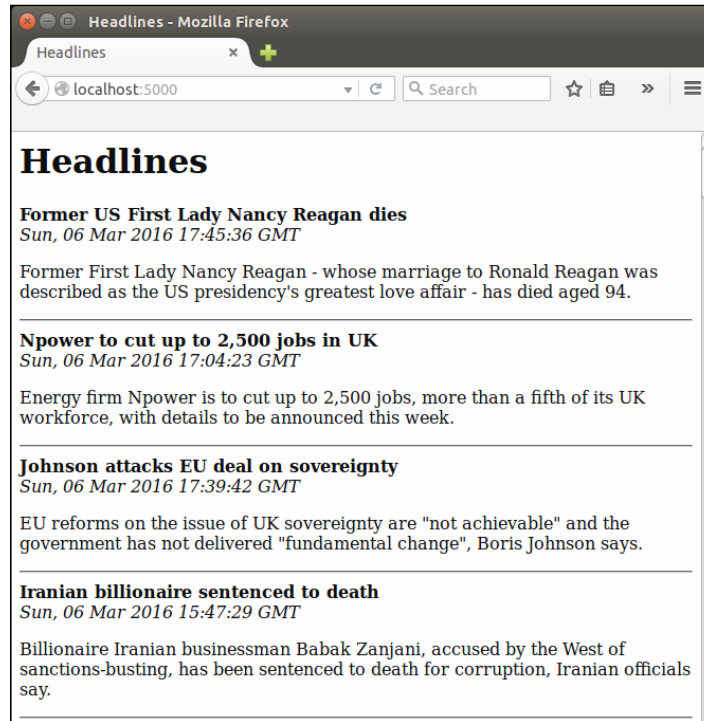 Headlines - Mozilla Firefox
Headlines
localhost:5000
Search
Headlines
Former US First Lady Nancy Reagan dies
Sun, 06 Mar 2016 17:45:36 GMT
Former First Lady Nancy Reagan - whose marriage to Ronald Reagan was
described as the US presidency's greatest love affair - has died aged 94.
Npower to cut up to 2,500 jobs in UK
Sun, 06 Mar 2016 17:04:23 GMT
Energy firm Npower is to cut up to 2,500 jobs, more than a fifth of its UK
workforce, with details to be announced this week.
Johnson attacks EU deal on sovereignty
Sun, 06 Mar 2016 17:39:42 GMT
EU reforms on the issue of UK sovereignty are "not achievable" and the
government has not delivered "fundamental change", Boris Johnson says.
Iranian billionaire sentenced to death
Sun, 06 Mar 2016 15:47:29 GMT
Billionaire Iranian businessman Babak Zanjani, accused by the West of
sanctions-busting, has been sentenced to death for corruption, Iranian officials
say.